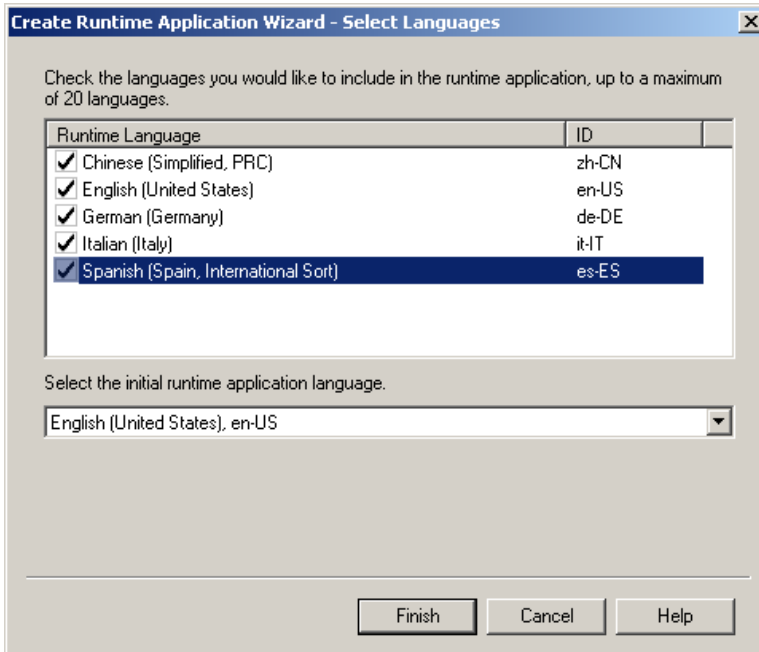 Create Runtime Application Wizard - Select Languages
Check the languages you would like to include in the runtime application, up to a maximum
of 20 languages.
Runtime Language ID
Chinese (Simplified, PRC) zh-CN
English (United States) en-US
German (Germany) de-DE
Italian (Italy) it-IT
Spanish (Spain, International Sort) es-ES
Select the initial runtime application language.
English (United States), en-US
Finish Cancel Help